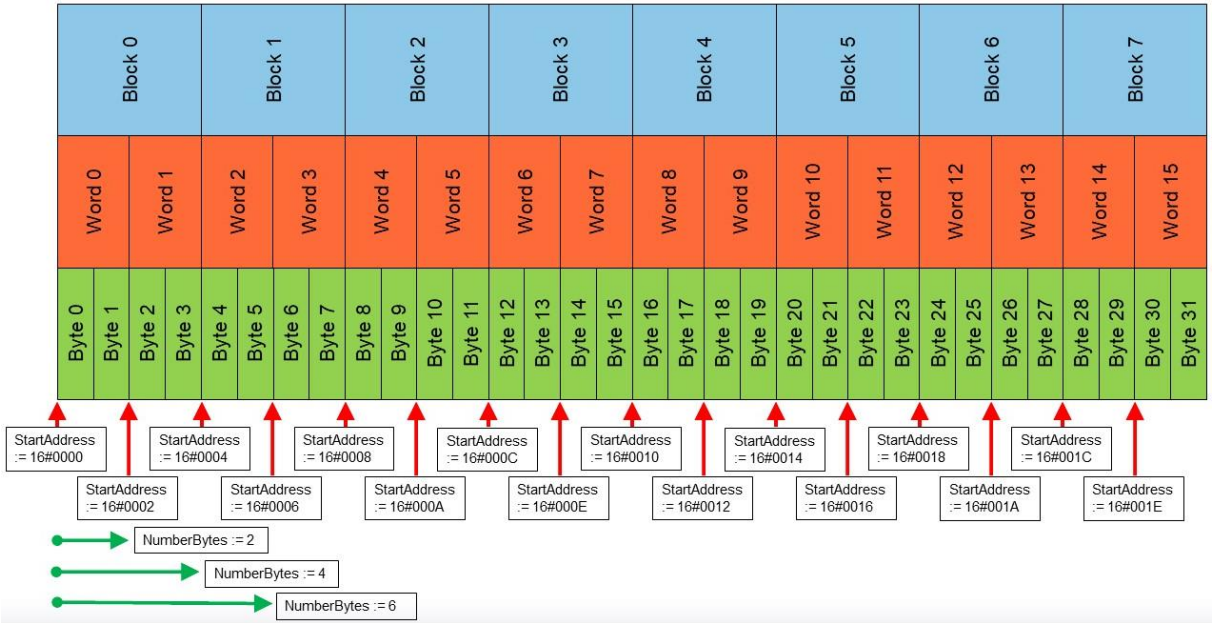 Block 0
Block 1
Block 2
Block 3
Block 4
Block 5
Block 6
Block 7
Word 0
Word 1
Word 2
Word 3
Word 4
Word 5
Word 6
Word 7
Word 8
Word 9
Word 10
Word 11
Word 12
Word 13
Word 14
Word 15
Byte 0
Byte 1
Byte 2
Byte 3
Byte 4
Byte 5
Byte 6
Byte 7
Byte 8
Byte 9
Byte 10
Byte 11
Byte 12
Byte 13
Byte 14
Byte 15
Byte 16
Byte 17
Byte 18
Byte 19
Byte 20
Byte 21
Byte 22
Byte 23
Byte 24
Byte 25
Byte 26
Byte 27
Byte 28
Byte 29
Byte 30
Byte 31
StartAddress
:= 16#0000
StartAddress
:= 16#0004
StartAddress
:= 16#0008
StartAddress
:= 16#000C
StartAddress
:= 16#0010
StartAddress
:= 16#0014
StartAddress
:= 16#0018
StartAddress
:= 16#001C
StartAddress
:= 16#0002
StartAddress
:= 16#0006
StartAddress
:= 16#000A
StartAddress
:= 16#000E
StartAddress
:= 16#0012
StartAddress
:= 16#0016
StartAddress
:= 16#001A
StartAddress
:= 16#001E
NumberBytes := 2
NumberBytes := 4
NumberBytes := 6